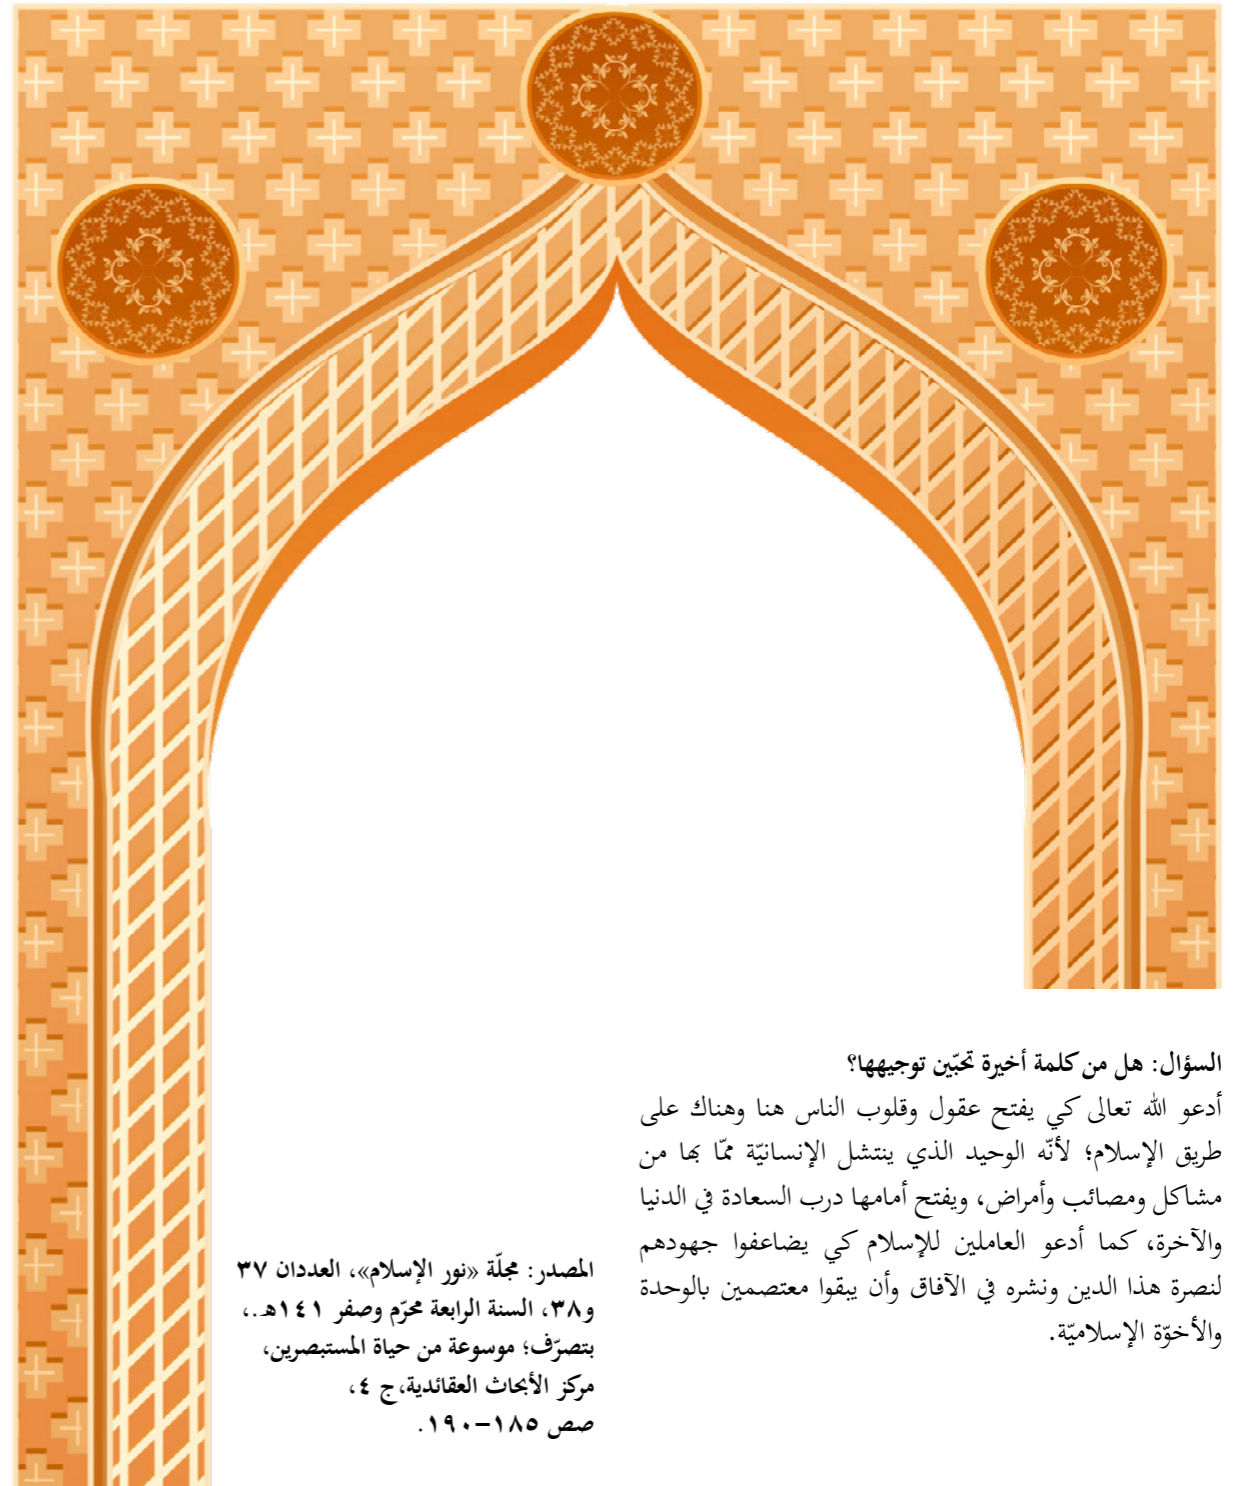 السؤال: هل من كلمة أخيرة تحبّين توجيهها؟
أدعو الله تعالى كي يفتح عقول وقلوب الناس هنا وهناك على
طريق الإسلام؛ لأنّه الوحيد الذي ينتشل الإنسانيّة ممّا بها من
مشاكل ومصائب وأمراض، ويفتح أمامها درب السعادة في الدنيا
والآخرة، كما أدعو العاملين للإسلام كي يضاعفوا جهودهم
لنصرة هذا الدين ونشره في الآفاق وأن يبقوا معتصمين بالوحدة
والأخوّة الإسلاميّة.
المصدر: مجلّة «نور الإسلام»، العددان ٣٧
و٣٨، السنة الرابعة محرّم وصفر ١٤١هـ.،
بتصرّف؛ موسوعة من حياة المستبصرين،
مركز الأبحاث العقائدية،ج ٤،
صص ١٨٥–١٩٠.